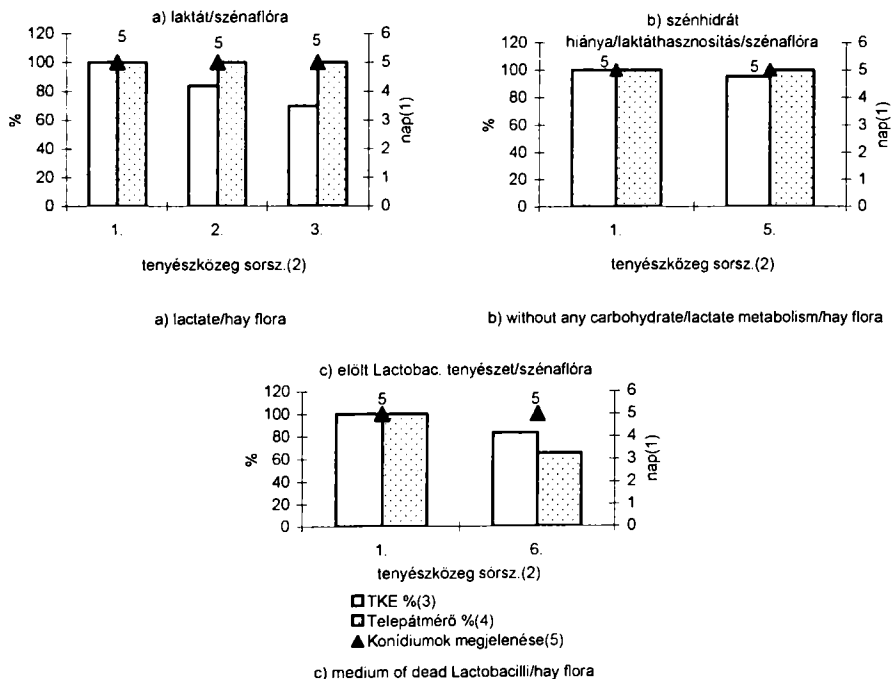 a) laktát/szénaflóra
5 5 5
120 6
100 5
80 4
60 3
40 2
20 1
0 0
%
nap(1)
1. 2. 3.
tenyészközeg sorsz.(2)
a) lactate/hay flora
b) szénhidrát
hiánya/laktáthasznosítás/szénaflóra
5 5
120 6
100 5
80 4
60 3
40 2
20 1
0 0
%
nap(1)
1. 5.
tenyészközeg sorsz.(2)
b) without any carbohydrate/lactate metabolism/hay flora
c) elölt Lactobac. tenyészet/szénaflóra
5 5
120 6
100 5
80 4
60 3
40 2
20 1
0 0
%
nap(1)
1. 6.
tenyészközeg sorsz.(2)
TKE %(3)
Telepátmérő %(4)
Konídiumok megjelenése(5)
c) medium of dead Lactobacilli/hay flora